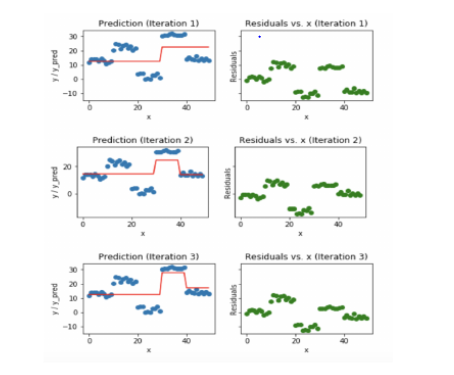 Prediction (Iteration 1)
Residuals vs. x (Iteration 1)
y / y_pred
30
20
10
0
−10
0
20
40
x
Residuals
0
20
40
x
Prediction (Iteration 2)
Residuals vs. x (Iteration 2)
y / y_pred
20
0
0
20
40
x
Residuals
0
20
40
x
Prediction (Iteration 3)
Residuals vs. x (Iteration 3)
y / y_pred
30
20
10
0
−10
0
20
40
x
Residuals
0
20
40
x